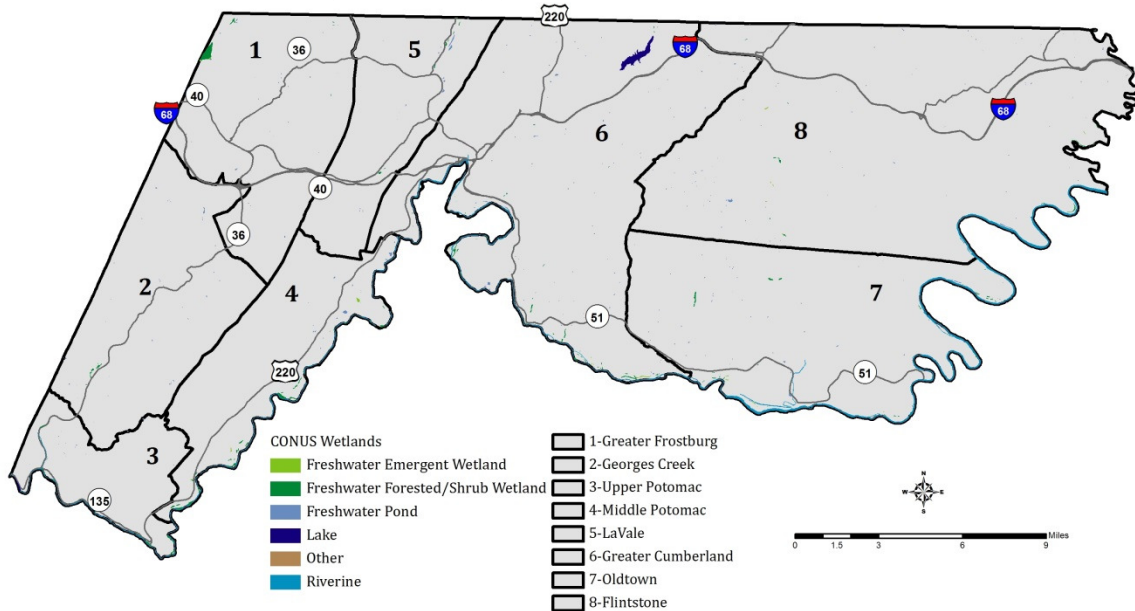 220
1
36
5
68
40
68
6
8
68
40
36
2
4
7
51
220
51
3
135
CONUS Wetlands
Freshwater Emergent Wetland
Freshwater Forested/Shrub Wetland
Freshwater Pond
Lake
Other
Riverine
1-Greater Frostburg
2-Georges Creek
3-Upper Potomac
4-Middle Potomac
5-LaVale
6-Greater Cumberland
7-Oldtown
8-Flintstone
N
W E
S
Miles
0 1.5 3 6 9